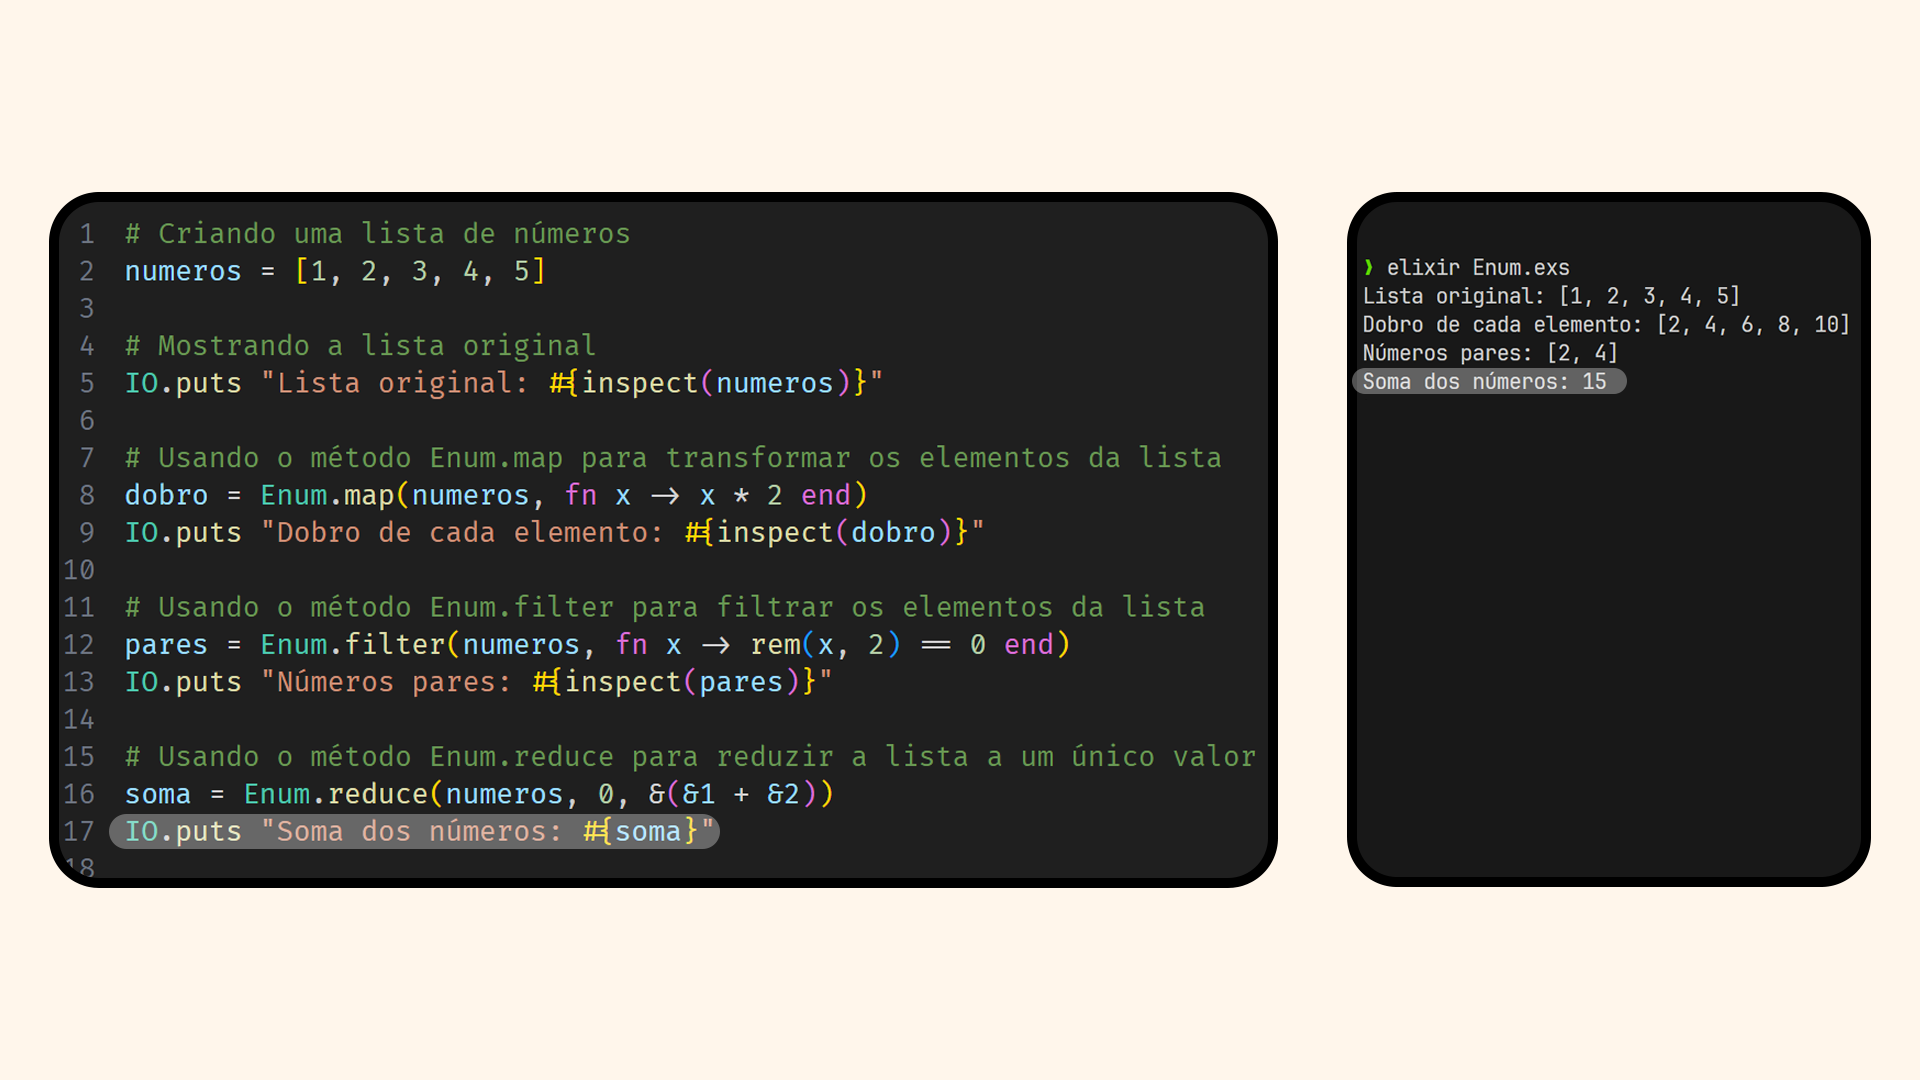 1 # Criando uma lista de números
2 numeros = [1, 2, 3, 4, 5]
3
4 # Mostrando a lista original
5 IO.puts "Lista original: #{inspect(numeros)}"
6
7 # Usando o método Enum.map para transformar os elementos da lista
8 dobro = Enum.map(numeros, fn x -> x * 2 end)
9 IO.puts "Dobro de cada elemento: #{inspect(dobro)}"
10
11 # Usando o método Enum.filter para filtrar os elementos da lista
12 pares = Enum.filter(numeros, fn x -> rem(x, 2) == 0 end)
13 IO.puts "Números pares: #{inspect(pares)}"
14
15 # Usando o método Enum.reduce para reduzir a lista a um único valor
16 soma = Enum.reduce(numeros, 0, &(&1 + &2))
17 IO.puts "Soma dos números: #{soma}"
18
❯ elixir Enum.exs
Lista original: [1, 2, 3, 4, 5]
Dobro de cada elemento: [2, 4, 6, 8, 10]
Números pares: [2, 4]
Soma dos números: 15